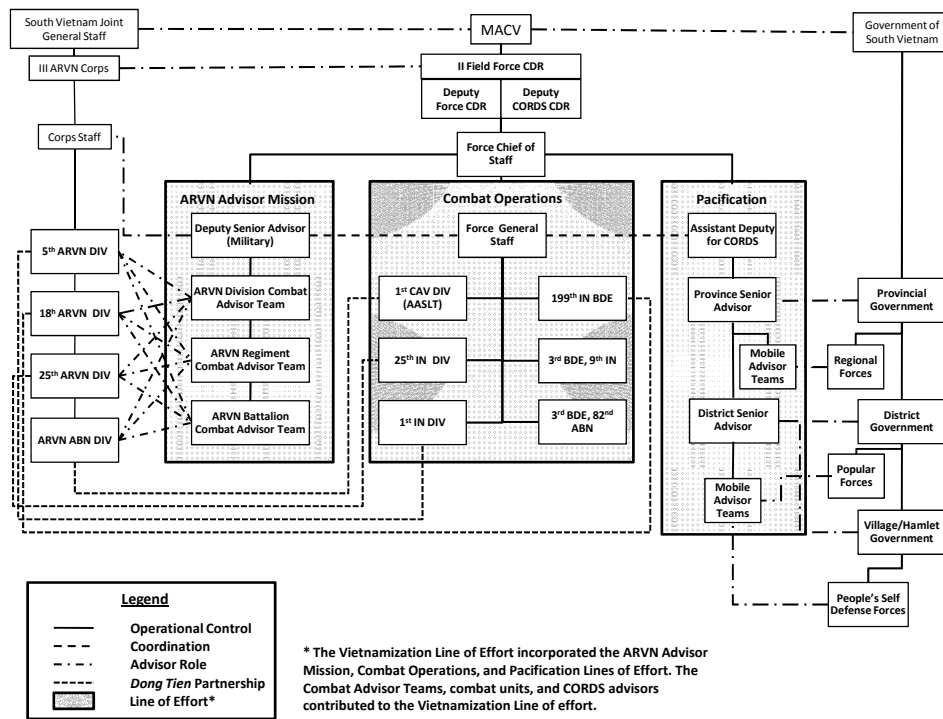 South Vietnam Joint
General Staff
MACV
Government of
South Vietnam
III ARVN Corps
II Field Force CDR
Deputy
Force CDR
Deputy
CORDS CDR
Corps Staff
Force Chief of
Staff
ARVN Advisor Mission
Combat Operations
Pacification
Deputy Senior Advisor
(Military)
Force General
Staff
Assistant Deputy
for CORDS
5th ARVN DIV
ARVN Division Combat
Advisor Team
1st CAV DIV
(AASLT)
199th IN BDE
Province Senior
Advisor
Provincial
Government
18h ARVN DIV
25th ARVN DIV
ARVN Regiment
Combat Advisor Team
25th IN DIV
3rd BDE, 9th IN
Mobile
Advisor
Teams
Regional
Forces
ARVN ABN DIV
ARVN Battalion
Combat Advisor Team
1st IN DIV
3rd BDE, 82nd
ABN
District Senior
Advisor
District
Government
Popular
Forces
Mobile
Advisor
Teams
Village/Hamlet
Government
People's Self
Defense Forces
Legend
Operational Control
Coordination
Advisor Role
Dong Tien Partnership
Line of Effort*
* The Vietnamization Line of Effort incorporated the ARVN Advisor
Mission, Combat Operations, and Pacification Lines of Effort. The
Combat Advisor Teams, combat units, and CORDS advisors
contributed to the Vietnamization Line of effort.